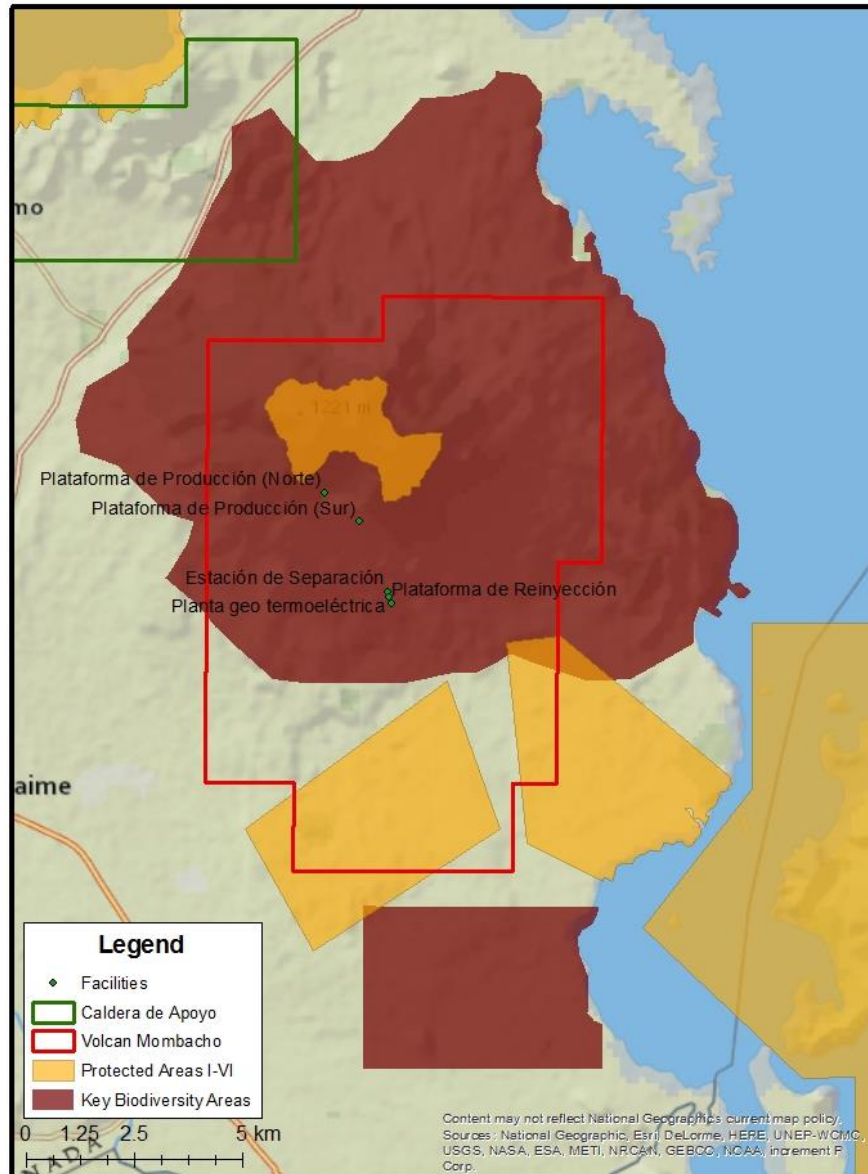 mo
1221 m
Plataforma de Producción (Norte)
Plataforma de Producción (Sur)
Estación de Separación
Plataforma de Reinyección
Planta geo termoeléctrica
aime
Legend
Facilities
Caldera de Apoyo
Volcan Mombacho
Protected Areas I-VI
Key Biodiversity Areas
0 1.25 2.5 5 km
NADA
Content may not reflect National Geographic's current map policy.
Sources: National Geographic, Esri, DeLorme, HERE, UNEP-WCMC,
USGS, NASA, ESA, METI, NRCAN, GEBCO, NOAA, increment P
Corp.